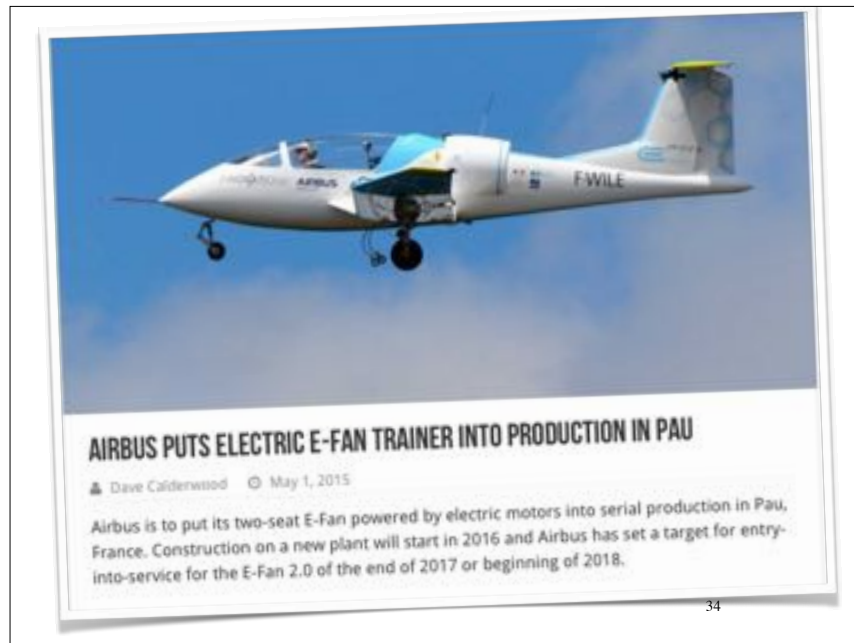 AIRBUS
F-WILE
AIRBUS PUTS ELECTRIC E-FAN TRAINER INTO PRODUCTION IN PAU
Dave Calderwood May 1, 2015
Airbus is to put its two-seat E-Fan powered by electric motors into serial production in Pau,
France. Construction on a new plant will start in 2016 and Airbus has set a target for entry-
into-service for the E-Fan 2.0 of the end of 2017 or beginning of 2018.
34